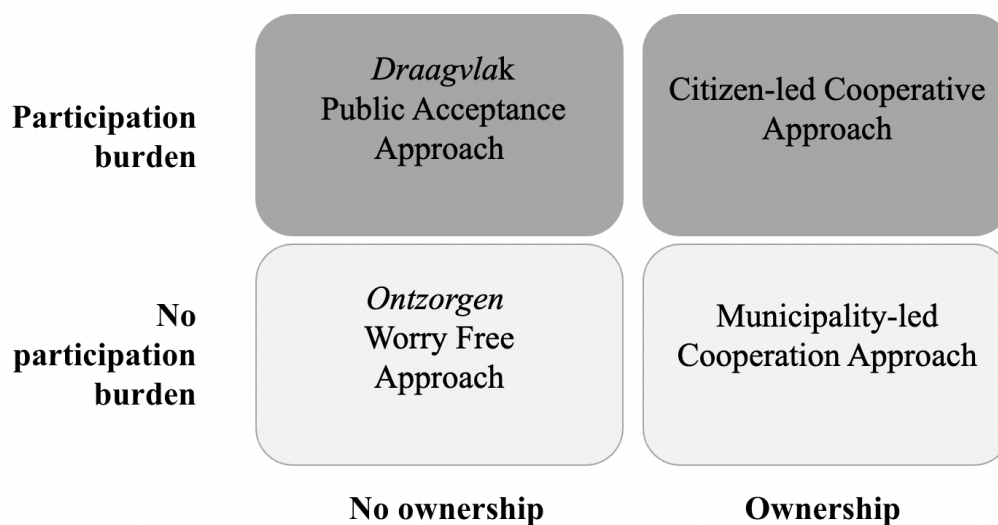 Participation
burden
Draagvlak
Public Acceptance
Approach
Citizen-led Cooperative
Approach
No
participation
burden
Ontzorgen
Worry Free
Approach
Municipality-led
Cooperation Approach
No ownership
Ownership